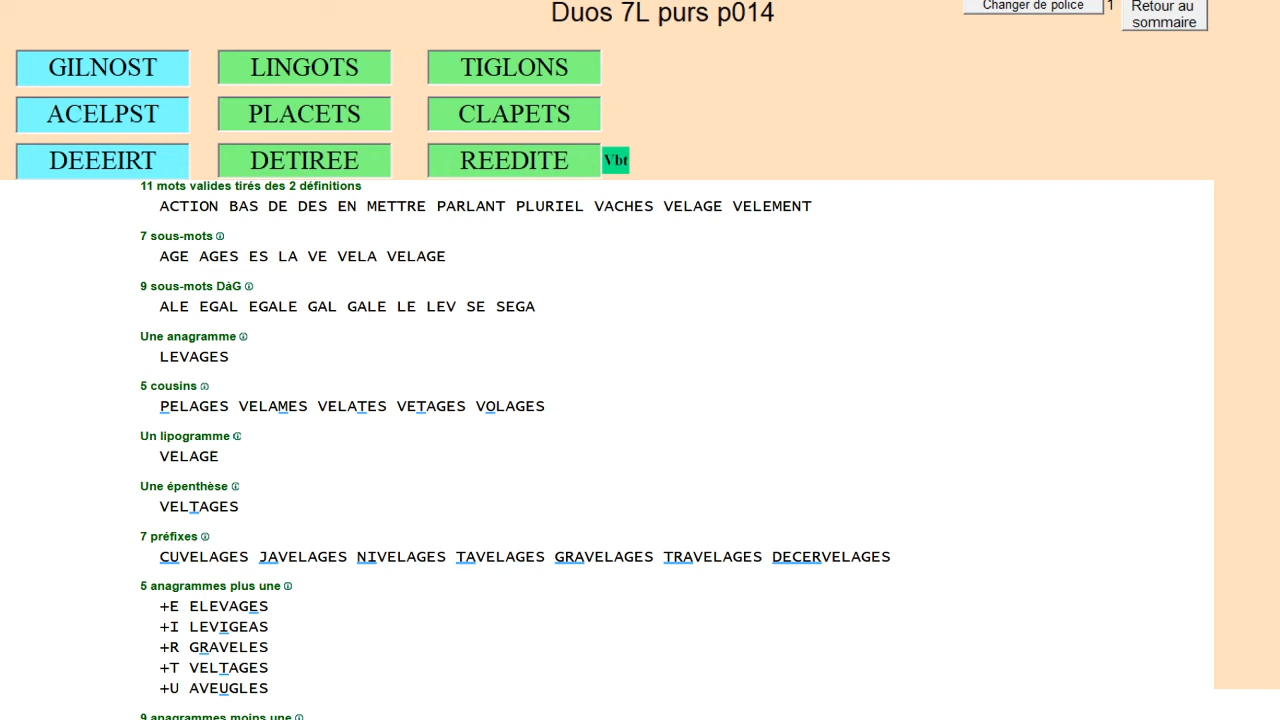 Duos 7L purs p014
Changer de police 1 Retour au sommaire
GILNOST LINGOTS TIGLONS
ACELPST PLACETS CLAPETS
DEEEIRT DETIREE REEDITE Vbt
11 mots valides tirés des 2 définitions
ACTION BAS DE DES EN METTRE PARLANT PLURIEL VACHES VELAGE VELEMENT
7 sous-mots
AGE AGES ES LA VE VELA VELAGE
9 sous-mots DàG
ALE EGAL EGALE GAL GALE LE LEV SE SEGA
Une anagramme
LEVAGES
5 cousins
PELAGES VELAMES VELATES VETAGES VOLAGES
Un lipogramme
VELAGE
Une épenthèse
VELTAGES
7 préfixes
CUVELAGES JAVELAGES NIVELAGES TAVELAGES GRAVELAGES TRAVELAGES DECERVELAGES
5 anagrammes plus une
+E ELEVAGES
+I LEVIGEAS
+R GRAVELES
+T VELTAGES
+U AVEUGLES
9 anagrammes moins une